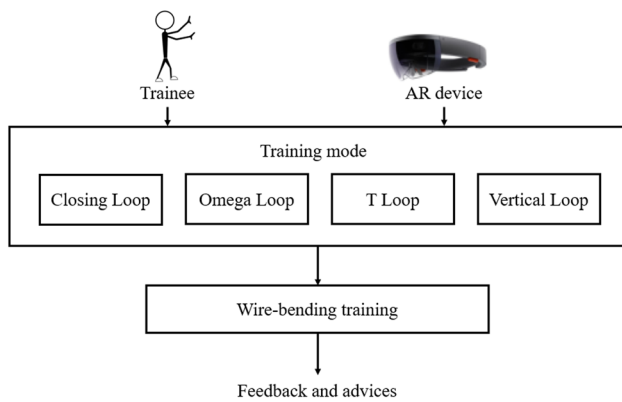 Trainee
AR device
Training mode
Closing Loop
Omega Loop
T Loop
Vertical Loop
Wire-bending training
Feedback and advices